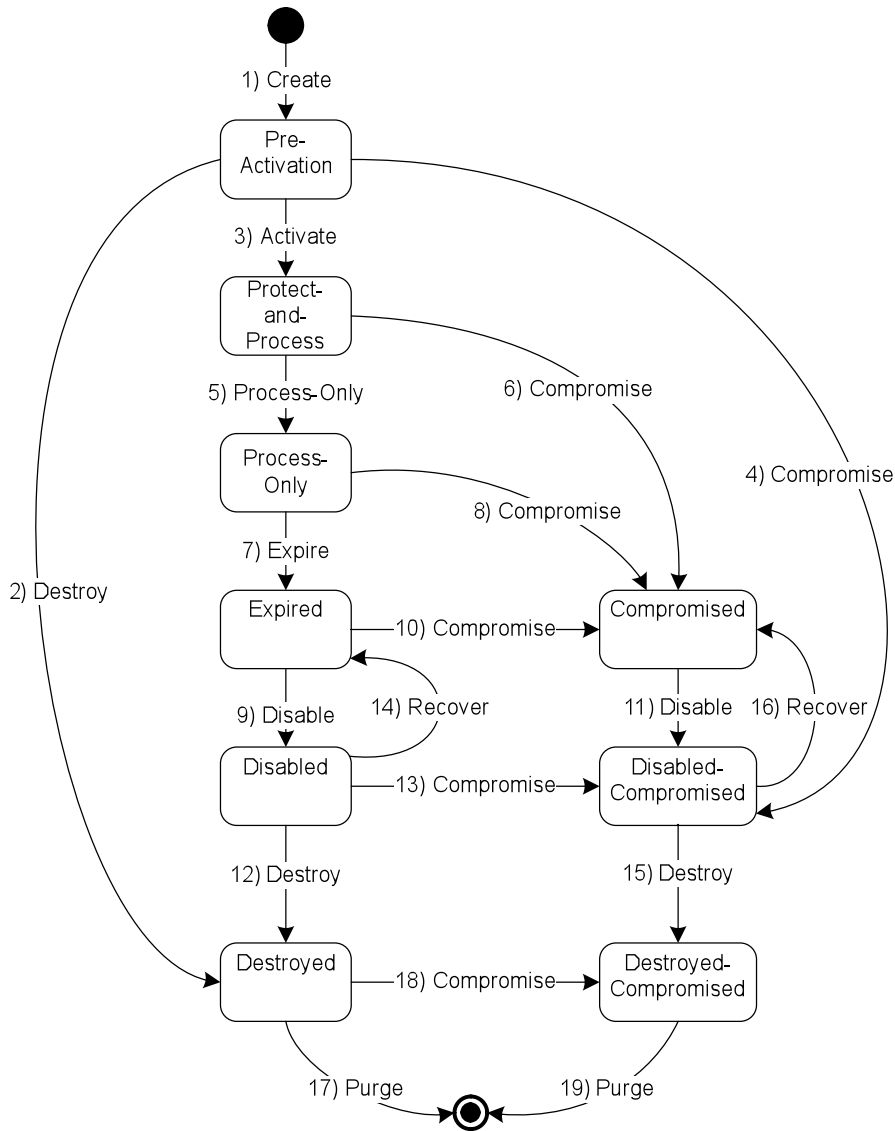 1) Create
Pre-
Activation
3) Activate
Protect-
and-
Process
5) Process-Only
6) Compromise
Process-
Only
4) Compromise
8) Compromise
7) Expire
2) Destroy
Expired
10) Compromise
Compromised
9) Disable
14) Recover
11) Disable
16) Recover
Disabled
13) Compromise
Disabled-
Compromised
12) Destroy
15) Destroy
Destroyed
18) Compromise
Destroyed-
Compromised
17) Purge
19) Purge